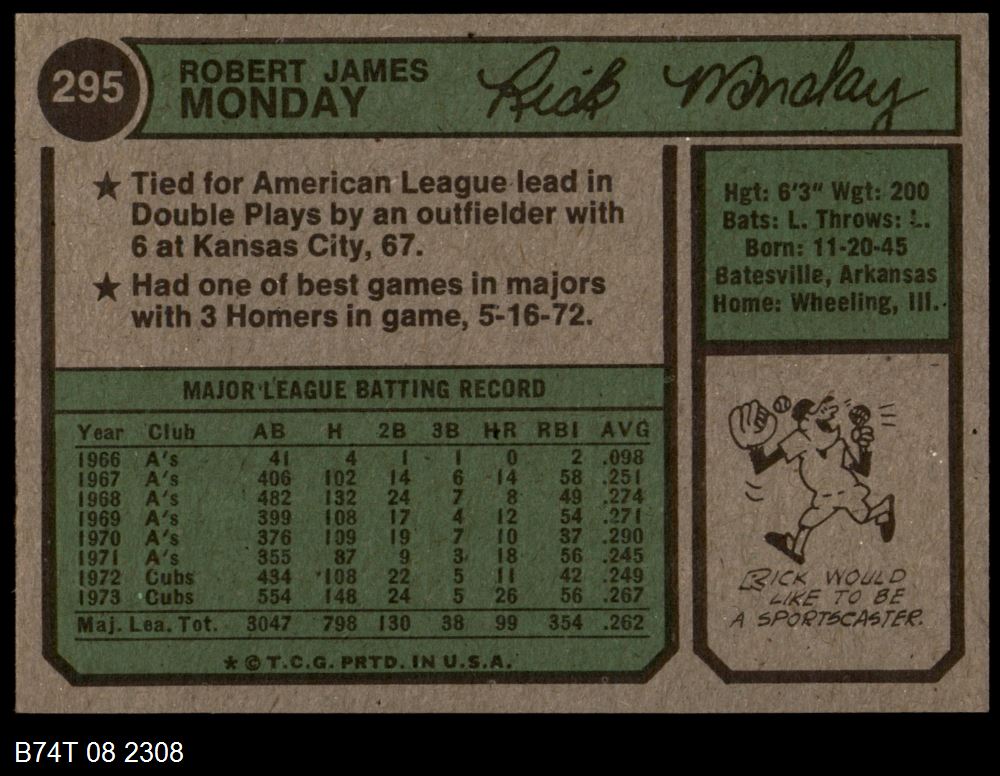 295
ROBERT JAMES
MONDAY
Rick Monday
★ Tied for American League lead in
Double Plays by an outfielder with
6 at Kansas City, 67.
★ Had one of best games in majors
with 3 Homers in game, 5-16-72.
Hgt: 6'3" Wgt: 200
Bats: L. Throws: L.
Born: 11-20-45
Batesville, Arkansas
Home: Wheeling, Ill.
MAJOR LEAGUE BATTING RECORD
Year Club AB H 2B 3B HR RBI AVG
1966 A's 41 4 1 1 0 2 .098
1967 A's 406 102 14 6 14 58 .251
1968 A's 482 132 24 7 8 49 .274
1969 A's 399 108 17 4 12 54 .271
1970 A's 376 109 19 7 10 37 .290
1971 A's 355 87 9 3 18 56 .245
1972 Cubs 434 108 22 5 11 42 .249
1973 Cubs 554 148 24 5 26 56 .267
Maj. Lea. Tot. 3047 798 130 38 99 354 .262
★ © T.C.G. PRTD. IN U.S.A.
RICK WOULD
LIKE TO BE
A SPORTSCASTER.
B74T 08 2308